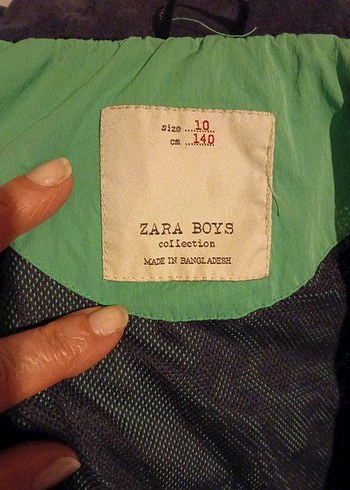 size ....10
cm ....140
ZARA BOYS
collection
MADE IN BANGLADESH